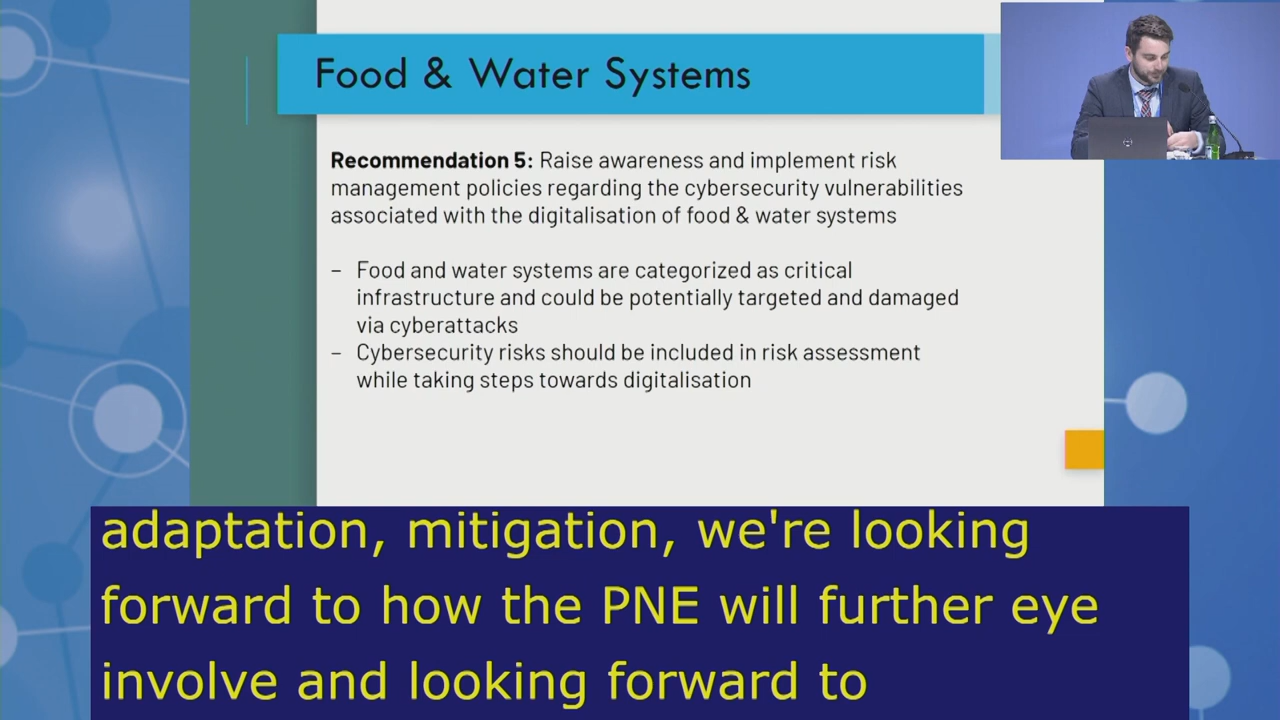 Food & Water Systems
Recommendation 5: Raise awareness and implement risk
management policies regarding the cybersecurity vulnerabilities
associated with the digitalisation of food & water systems
– Food and water systems are categorized as critical
infrastructure and could be potentially targeted and damaged
via cyberattacks
– Cybersecurity risks should be included in risk assessment
while taking steps towards digitalisation
adaptation, mitigation, we're looking
forward to how the PNE will further eye
involve and looking forward to